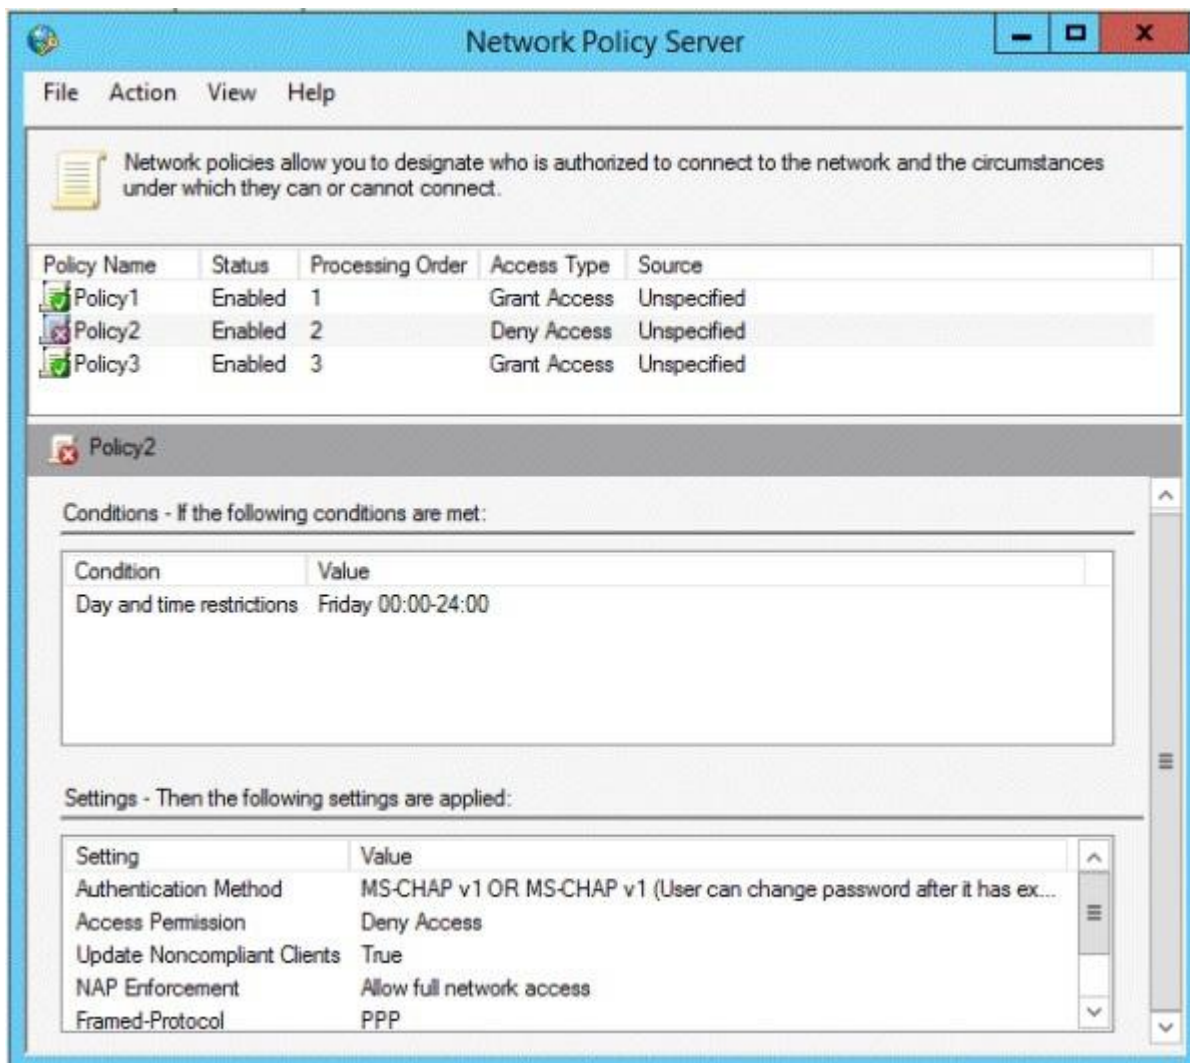 Network Policy Server
File Action View Help
Network policies allow you to designate who is authorized to connect to the network and the circumstances
under which they can or cannot connect.
Policy Name Status Processing Order Access Type Source
Policy1 Enabled 1 Grant Access Unspecified
Policy2 Enabled 2 Deny Access Unspecified
Policy3 Enabled 3 Grant Access Unspecified
Policy2
Conditions - If the following conditions are met:
Condition Value
Day and time restrictions Friday 00:00-24:00
Settings - Then the following settings are applied:
Setting Value
Authentication Method MS-CHAP v1 OR MS-CHAP v1 (User can change password after it has ex...
Access Permission Deny Access
Update Noncompliant Clients True
NAP Enforcement Allow full network access
Framed-Protocol PPP